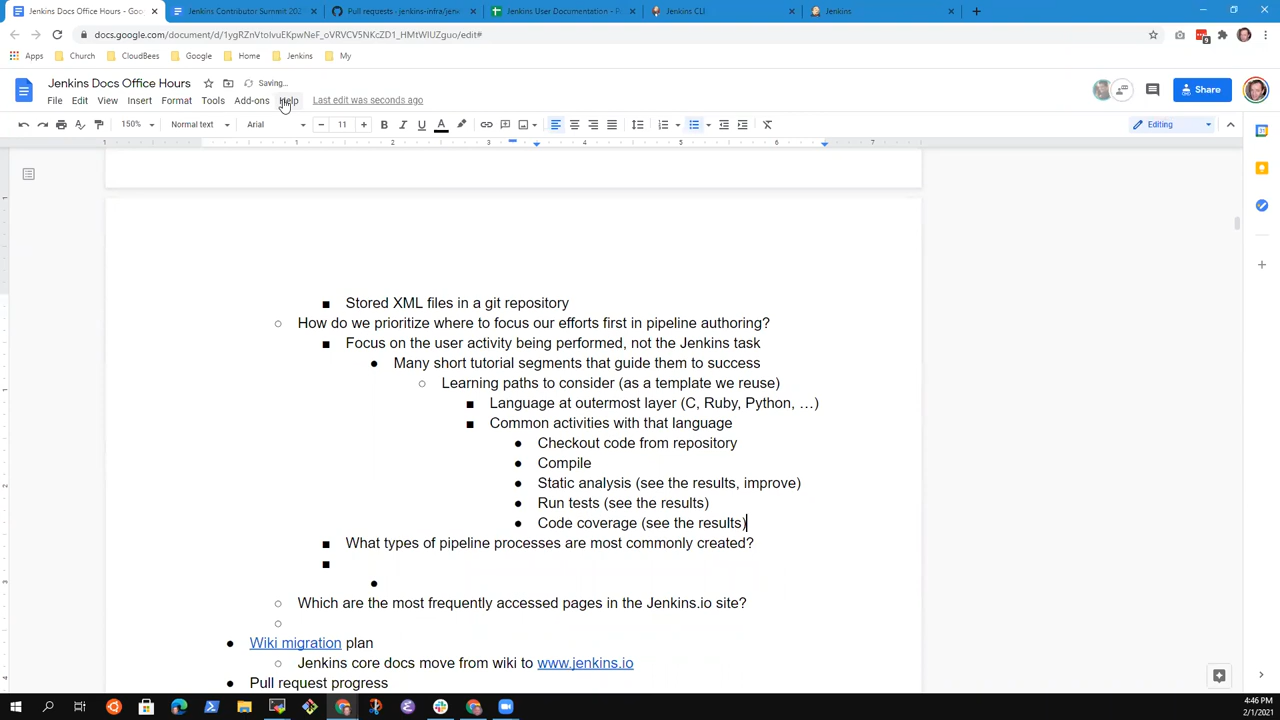 Jenkins Docs Office Hours - Goo
Jenkins Contributor Summit 202
Pull requests · jenkins-infra/jenk
Jenkins User Documentation - P
Jenkins CLI
Jenkins
docs.google.com/document/d/
Apps
Church
CloudBees
Google
Home
Jenkins
My
Jenkins Docs Office Hours
Saving...
File Edit View Insert Format Tools Add-ons Help
Last edit was seconds ago
Share
150%
Normal text
Arial
11
Editing
1 1 2 3 4 5 6 7
■ Stored XML files in a git repository
○ How do we prioritize where to focus our efforts first in pipeline authoring?
■ Focus on the user activity being performed, not the Jenkins task
● Many short tutorial segments that guide them to success
○ Learning paths to consider (as a template we reuse)
■ Language at outermost layer (C, Ruby, Python, …)
■ Common activities with that language
● Checkout code from repository
● Compile
● Static analysis (see the results, improve)
● Run tests (see the results)
● Code coverage (see the results)
■ What types of pipeline processes are most commonly created?
○ Which are the most frequently accessed pages in the Jenkins.io site?
● Wiki migration plan
○ Jenkins core docs move from wiki to www.jenkins.io
● Pull request progress
4:46 PM
2/1/2021